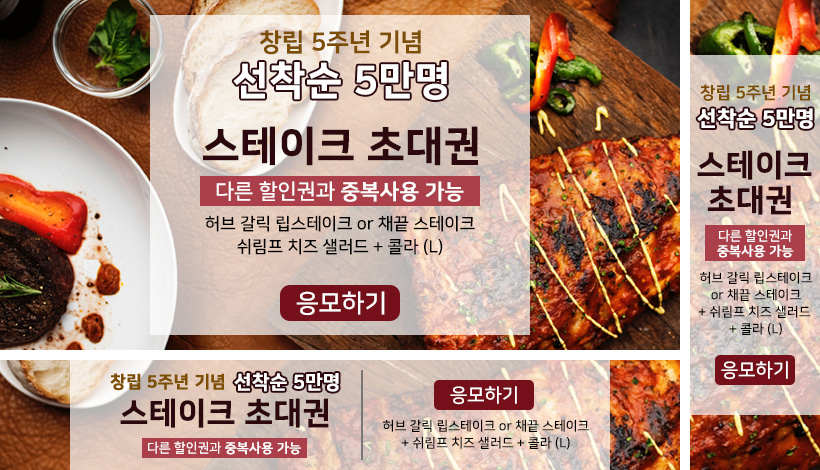 창립 5주년 기념
선착순 5만명
스테이크 초대권
다른 할인권과 중복사용 가능
허브 갈릭 립스테이크 or 채끝 스테이크
쉬림프 치즈 샐러드 + 콜라 (L)
응모하기
창립 5주년 기념
선착순 5만명
스테이크
초대권
다른 할인권과
중복사용 가능
허브 갈릭 립스테이크
or 채끝 스테이크
+ 쉬림프 치즈 샐러드
+ 콜라 (L)
응모하기
창립 5주년 기념 선착순 5만명
스테이크 초대권
다른 할인권과 중복사용 가능
응모하기
허브 갈릭 립스테이크 or 채끝 스테이크
+ 쉬림프 치즈 샐러드 + 콜라 (L)